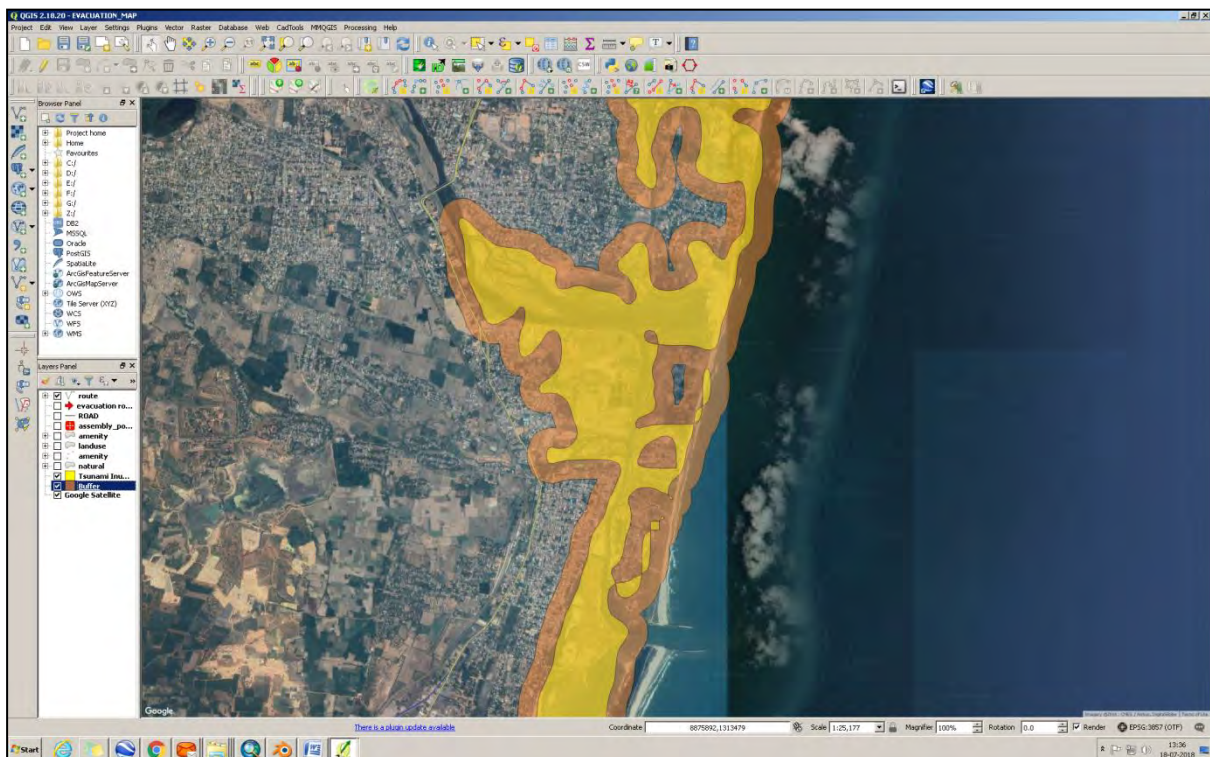 QGIS 2.18.20 - EVACUATION_MAP
Project Edit View Layer Settings Plugins Vector Raster Database Web CadTools MMQGIS Processing Help
CSW
Browser Panel
Project home
Home
Favourites
C:/
D:/
E:/
F:/
G:/
Z:/
DB2
MSSQL
Oracle
PostGIS
SpatiaLite
ArcGisFeatureServer
ArcGisMapServer
OWS
Tile Server (XYZ)
WCS
WFS
WMS
Layers Panel
route
evacuation ro...
ROAD
assembly_po...
amenity
landuse
amenity
natural
Tsunami Inu...
Buffer
Google Satellite
Google
There is a plugin update available
Coordinate 8875892,1313479 Scale 1:25,177 Magnifier 100% Rotation 0.0 Render EPSG:3857 (OTF)
Start
13:36
18-07-2018